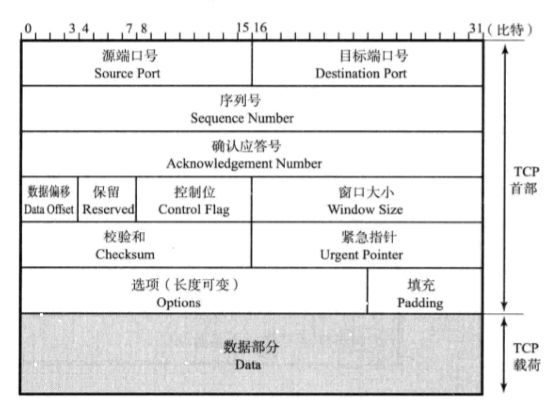 0 3 4 7 8 15 16 31 (比特)
源端口号 目标端口号
Source Port Destination Port
序列号
Sequence Number
确认应答号
Acknowledgement Number
TCP
首部
数据偏移 保留 控制位 窗口大小
Data Offset Reserved Control Flag Window Size
校验和 紧急指针
Checksum Urgent Pointer
选项（长度可变） 填充
Options Padding
数据部分
Data
TCP
载荷